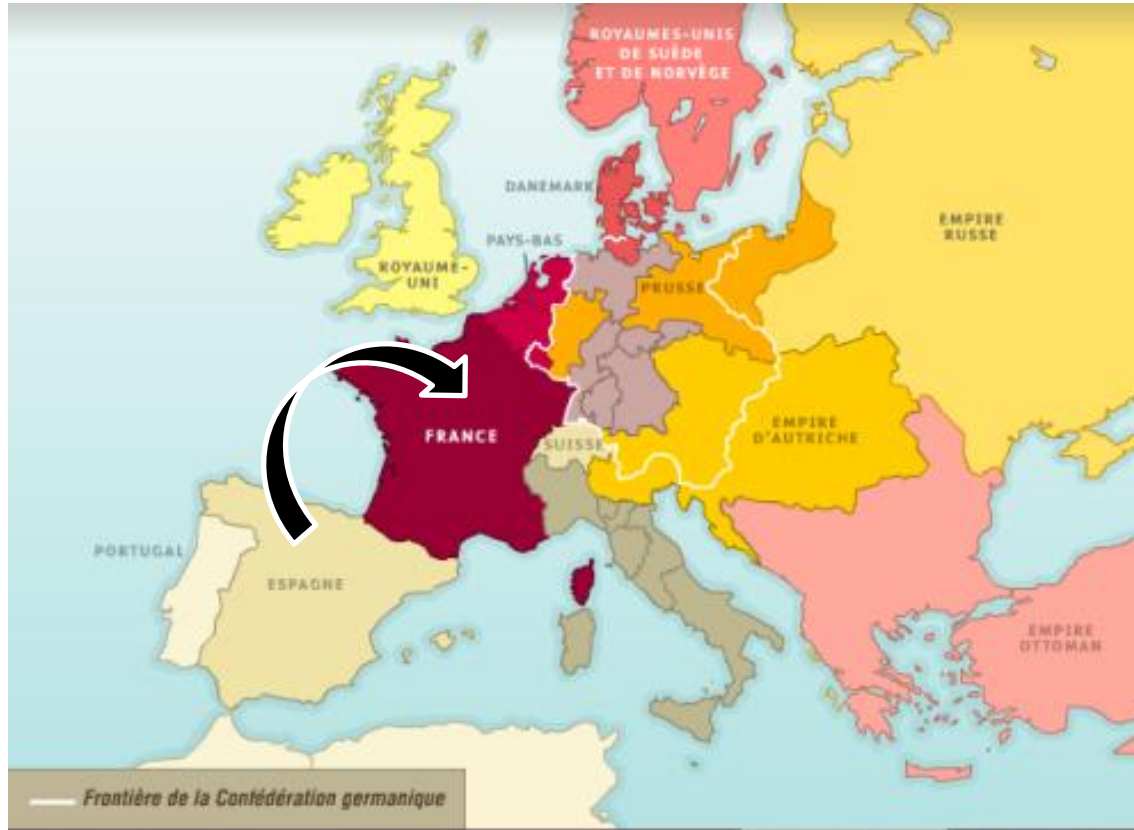 ROYAUMES-UNIS
DE SUÈDE
ET DE NORVÈGE
DANEMARK
EMPIRE
RUSSE
PAYS-BAS
ROYAUME-
UNI
PRUSSE
FRANCE
SUISSE
EMPIRE
D'AUTRICHE
PORTUGAL
ESPAGNE
EMPIRE
OTTOMAN
Frontière de la Confédération germanique